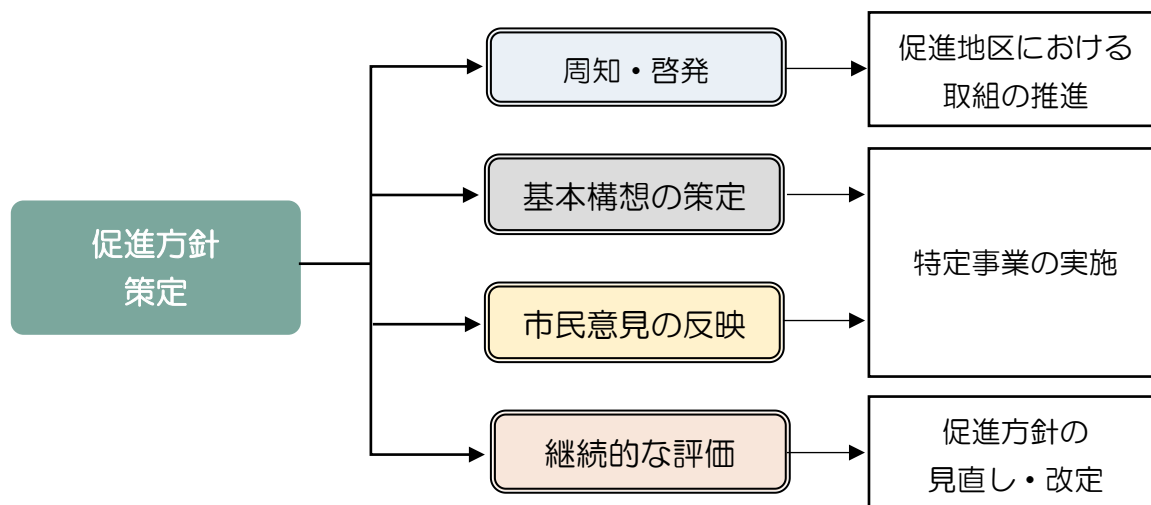 促進方針
策定
周知・啓発
促進地区における
取組の推進
基本構想の策定
市民意見の反映
特定事業の実施
継続的な評価
促進方針の
見直し・改定